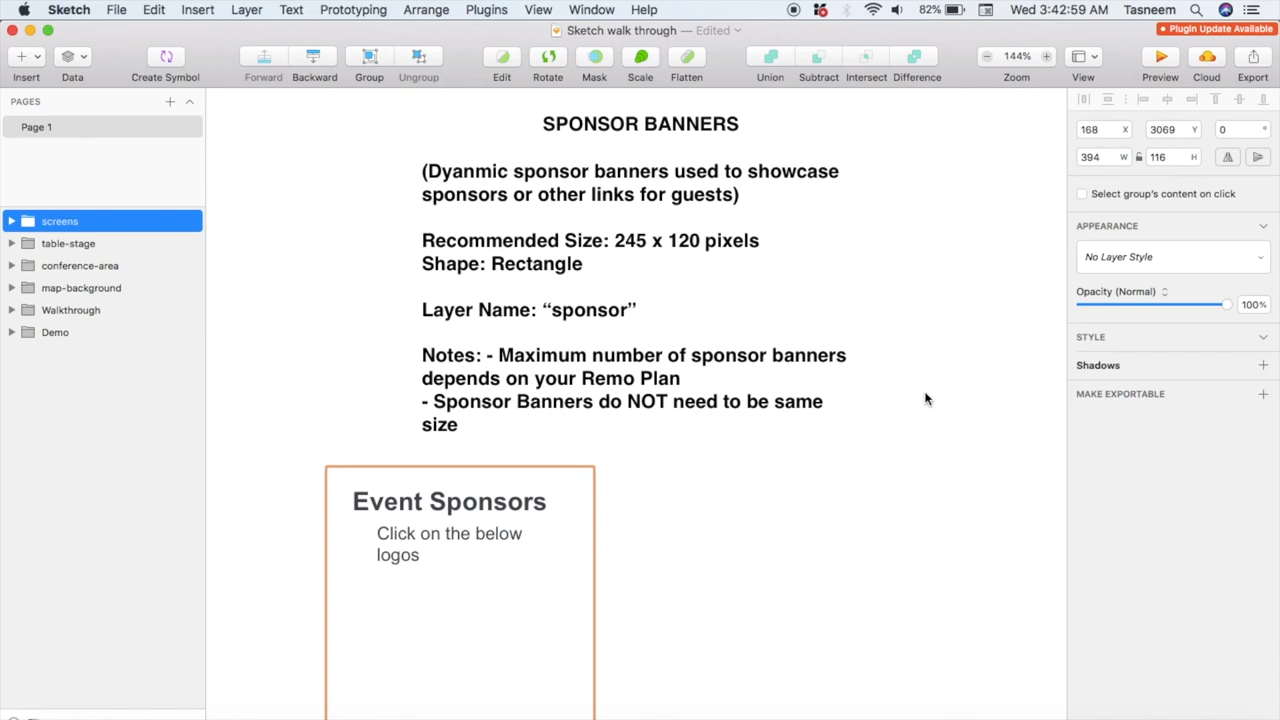 Sketch File Edit Insert Layer Text Prototyping Arrange Plugins View Window Help 82% Wed 3:42:59 AM Tasneem
Sketch walk through — Edited
Plugin Update Available
Insert Data Create Symbol Forward Backward Group Ungroup Edit Rotate Mask Scale Flatten Union Subtract Intersect Difference 144% Zoom View Preview Cloud Export
PAGES
Page 1
screens
table-stage
conference-area
map-background
Walkthrough
Demo
SPONSOR BANNERS
(Dyanmic sponsor banners used to showcase
sponsors or other links for guests)
Recommended Size: 245 x 120 pixels
Shape: Rectangle
Layer Name: “sponsor”
Notes: - Maximum number of sponsor banners
depends on your Remo Plan
- Sponsor Banners do NOT need to be same
size
Event Sponsors
Click on the below
logos
168 X 3069 Y 0 °
394 W 116 H
Select group's content on click
APPEARANCE
No Layer Style
Opacity (Normal) 100%
STYLE
Shadows
MAKE EXPORTABLE